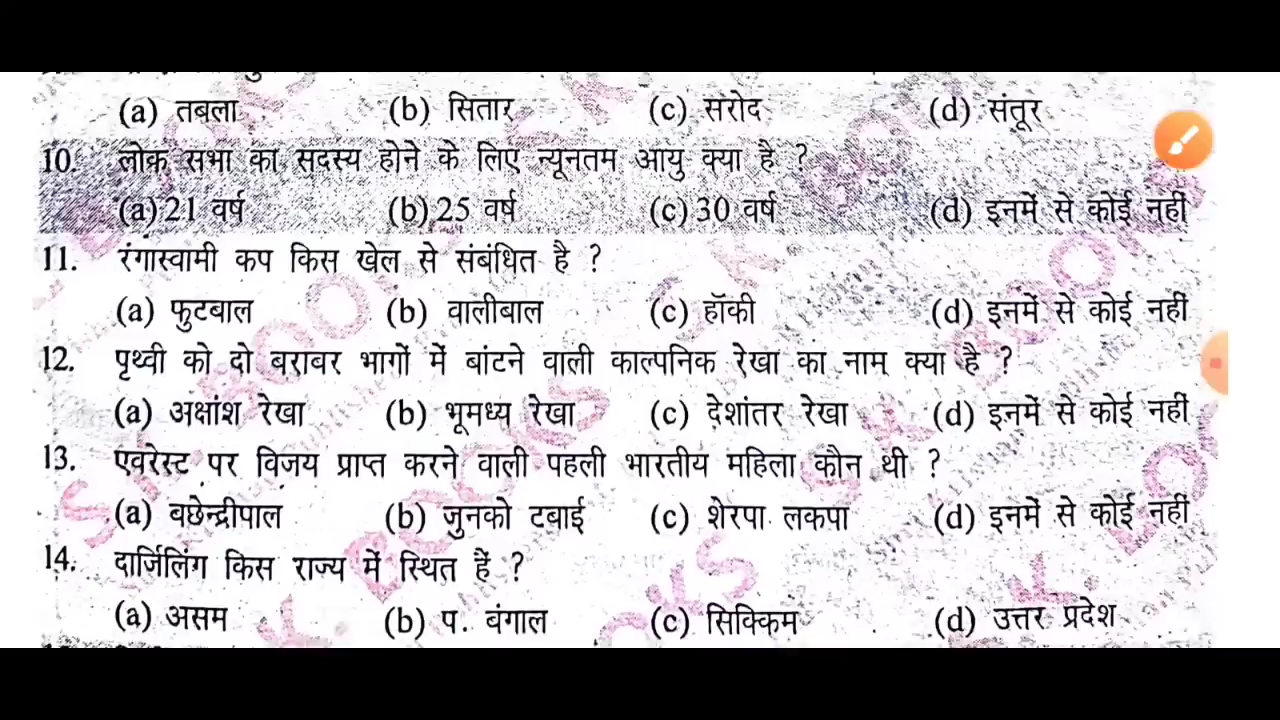 (a) तबला (b) सितार (c) सरोद (d) संतूर
10. लोक सभा का सदस्य होने के लिए न्यूनतम आयु क्या है ?
(a) 21 वर्ष (b) 25 वर्ष (c) 30 वर्ष (d) इनमें से कोई नहीं
11. रंगास्वामी कप किस खेल से संबंधित है ?
(a) फुटबाल (b) वालीबाल (c) हॉकी (d) इनमें से कोई नहीं
12. पृथ्वी को दो बराबर भागों में बांटने वाली काल्पनिक रेखा का नाम क्या है ?
(a) अक्षांश रेखा (b) भूमध्य रेखा (c) देशांतर रेखा (d) इनमें से कोई नहीं
13. एवरेस्ट पर विजय प्राप्त करने वाली पहली भारतीय महिला कौन थी ?
(a) बछेन्द्रीपाल (b) जुनको टबाई (c) शेरपा लकपा (d) इनमें से कोई नहीं
14. दार्जिलिंग किस राज्य में स्थित हैं ?
(a) असम (b) प. बंगाल (c) सिक्किम (d) उत्तर प्रदेश